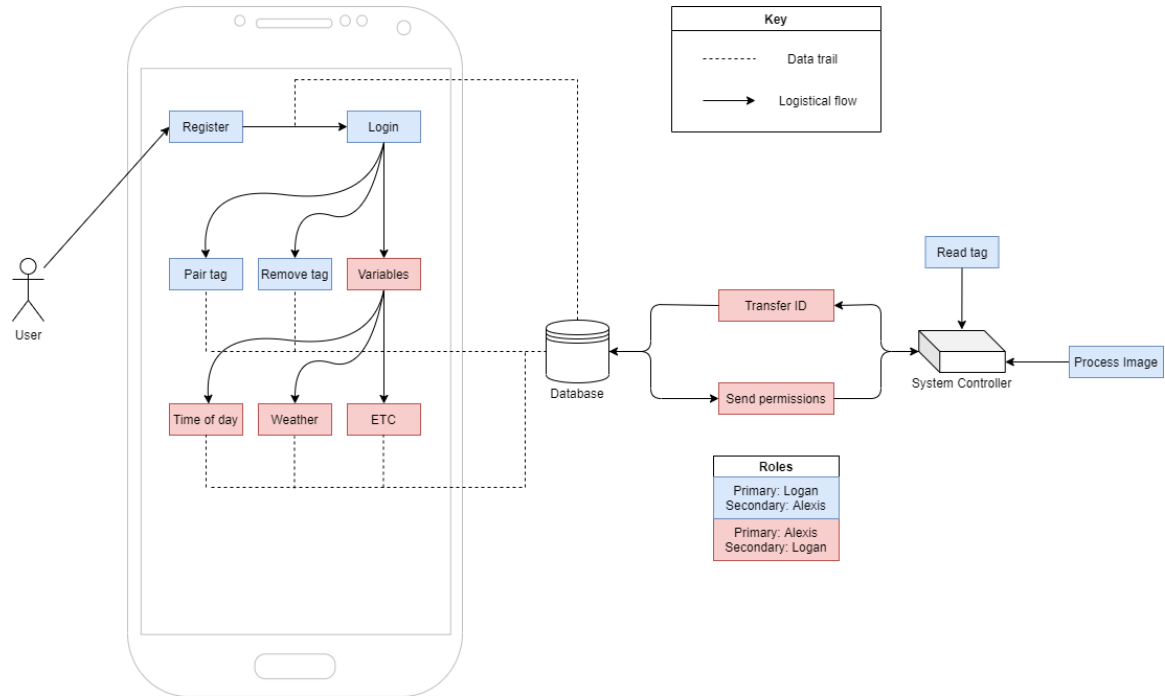 Key
Data trail
Logistical flow
Register
Login
Pair tag
Remove tag
Variables
Read tag
User
Transfer ID
Database
System Controller
Process Image
Time of day
Weather
ETC
Send permissions
Roles
Primary: Logan
Secondary: Alexis
Primary: Alexis
Secondary: Logan